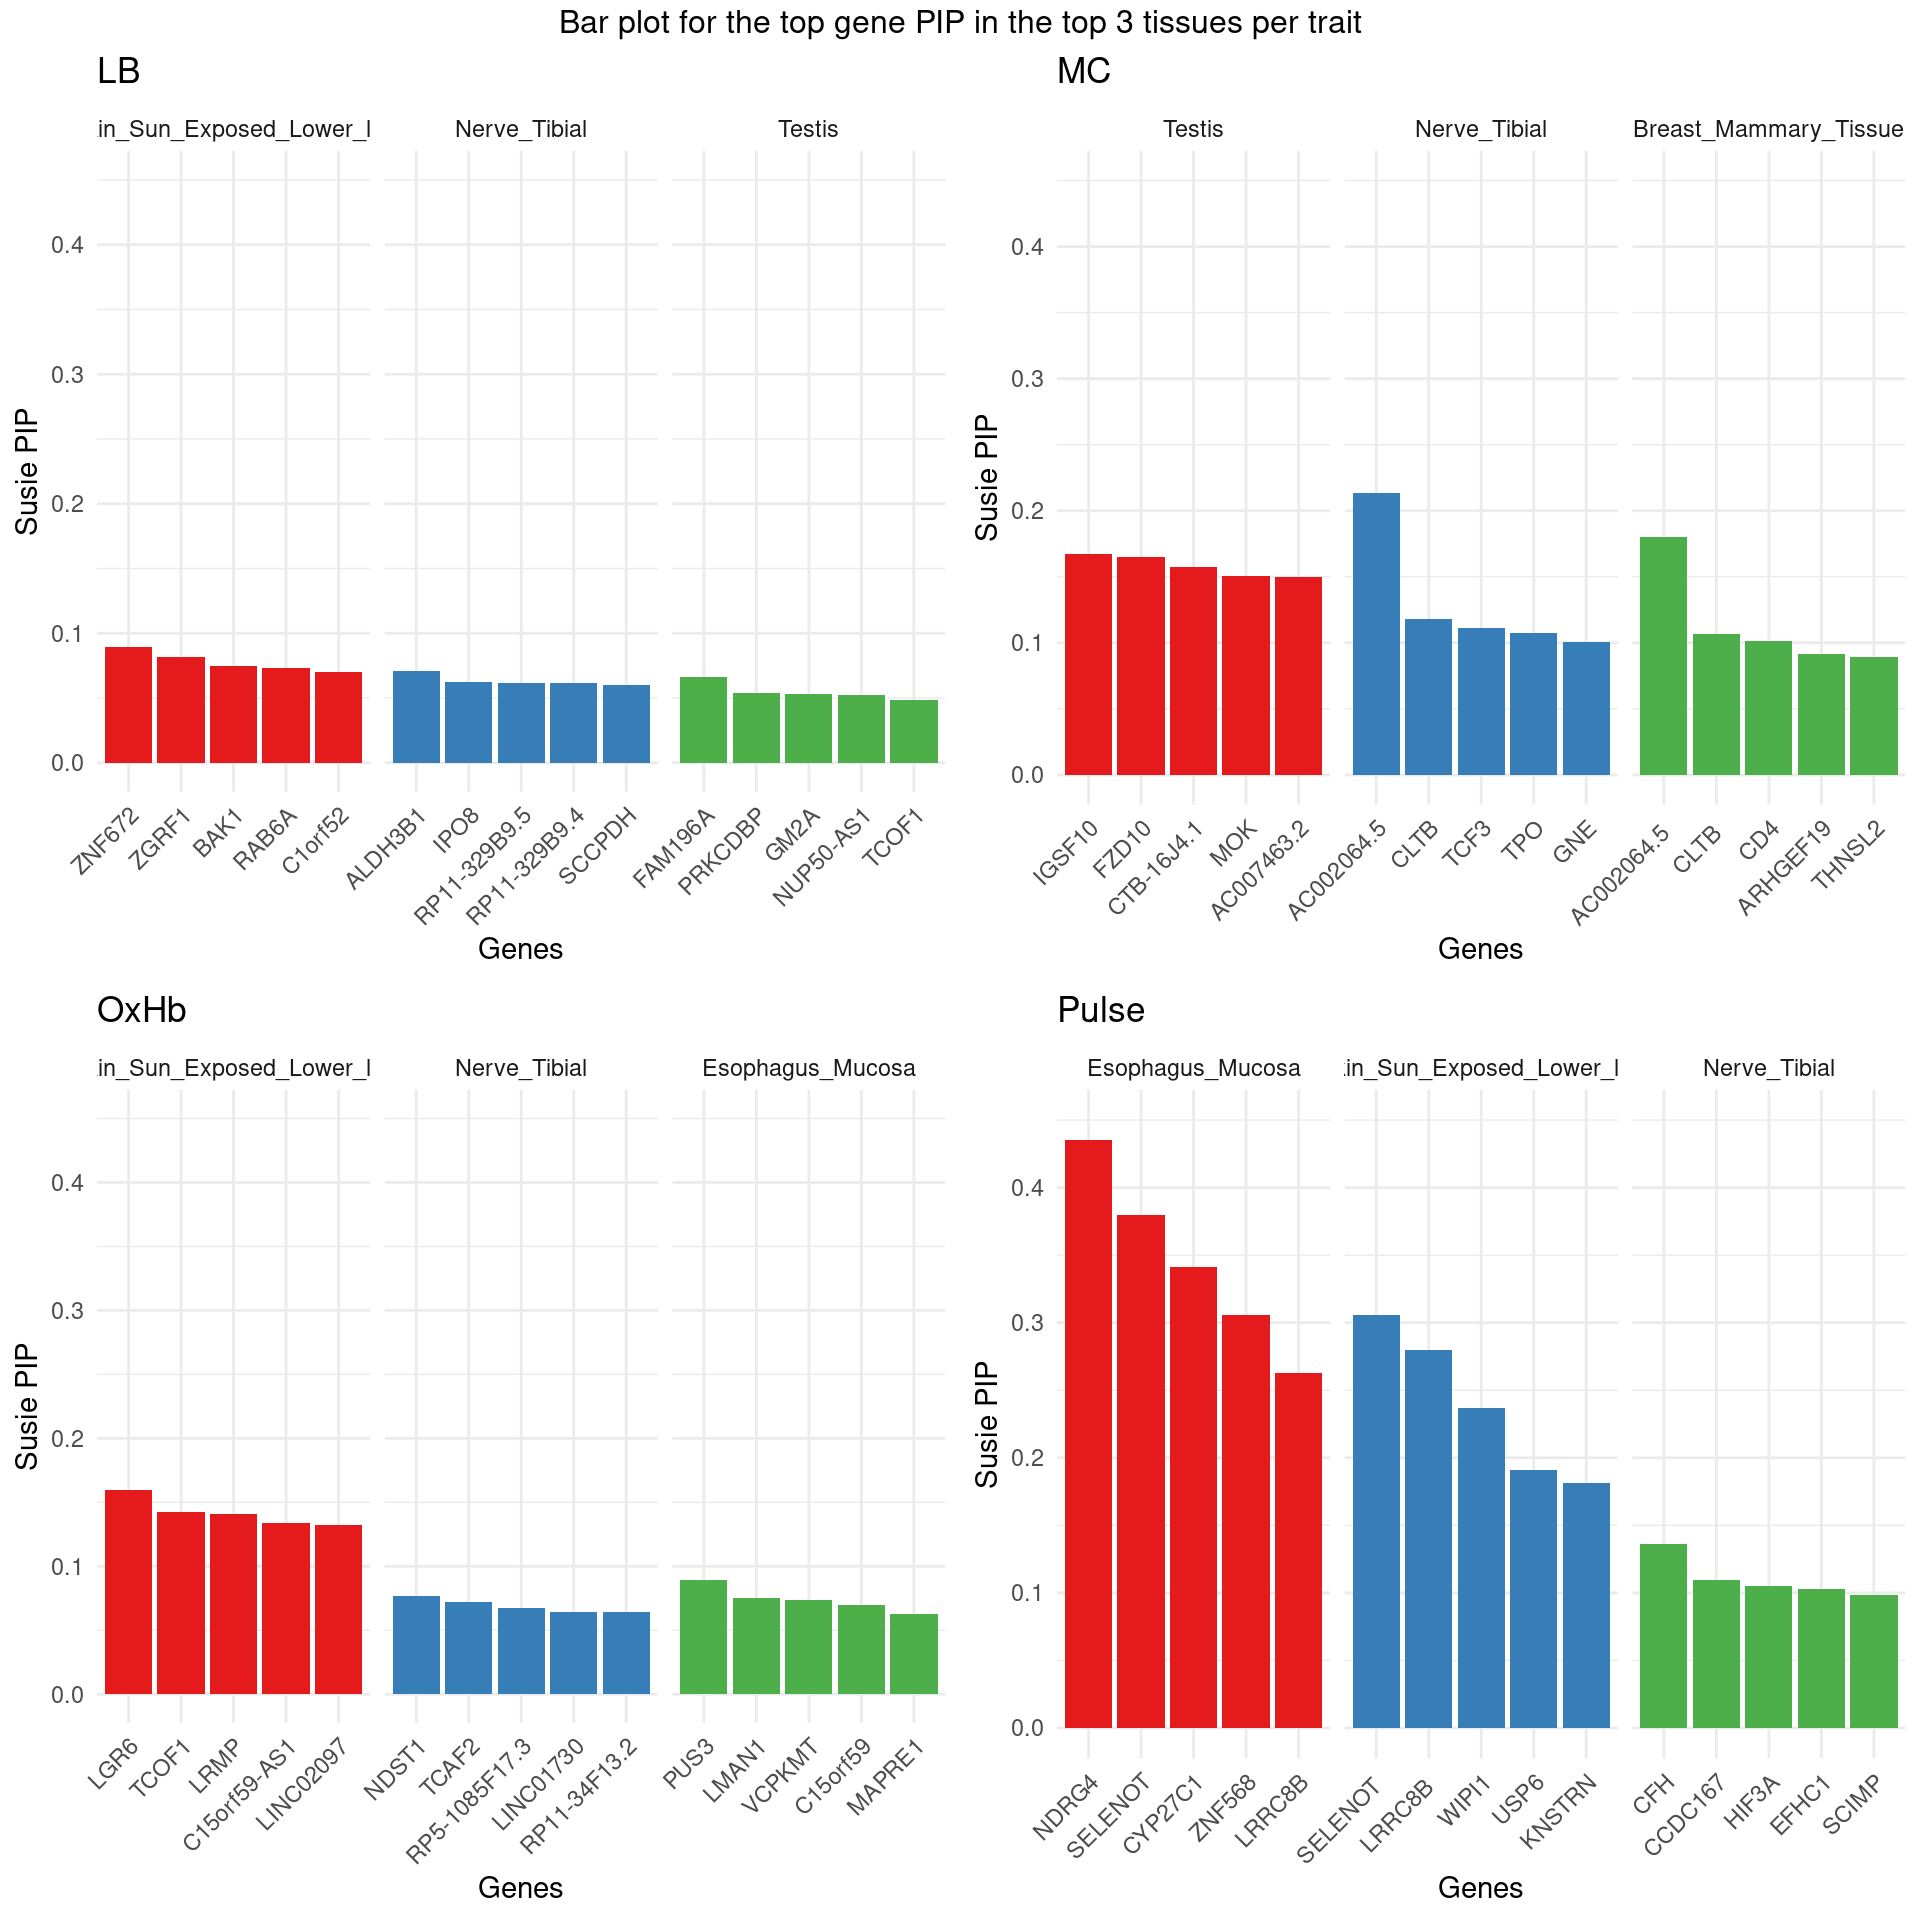 Bar plot for the top gene PIP in the top 3 tissues per trait
LB
in_Sun_Exposed_Lower_l
Nerve_Tibial
Testis
Susie PIP
0.4
0.3
0.2
0.1
0.0
ZNF672
ZGRF1
BAK1
RAB6A
C1orf52
ALDH3B1
IPO8
RP11-329B9.5
RP11-329B9.4
SCCPDH
FAM196A
PRKCDBP
GM2A
NUP50-AS1
TCOF1
Genes
MC
Testis
Nerve_Tibial
Breast_Mammary_Tissue
Susie PIP
0.4
0.3
0.2
0.1
0.0
IGSF10
FZD10
CTB-16J4.1
MOK
AC007463.2
AC002064.5
CLTB
TCF3
TPO
GNE
AC002064.5
CLTB
CD4
ARHGEF19
THNSL2
Genes
OxHb
in_Sun_Exposed_Lower_l
Nerve_Tibial
Esophagus_Mucosa
Susie PIP
0.4
0.3
0.2
0.1
0.0
LGR6
TCOF1
LRMP
C15orf59-AS1
LINC02097
NDST1
TCAF2
RP5-1085F17.3
LINC01730
RP11-34F13.2
PUS3
LMAN1
VCPKMT
C15orf59
MAPRE1
Genes
Pulse
Esophagus_Mucosa
in_Sun_Exposed_Lower_l
Nerve_Tibial
Susie PIP
0.4
0.3
0.2
0.1
0.0
NDRG4
SELENOT
CYP27C1
ZNF568
LRRC8B
SELENOT
LRRC8B
WIPI1
USP6
KNSTRN
CFH
CCDC167
HIF3A
EFHC1
SCIMP
Genes